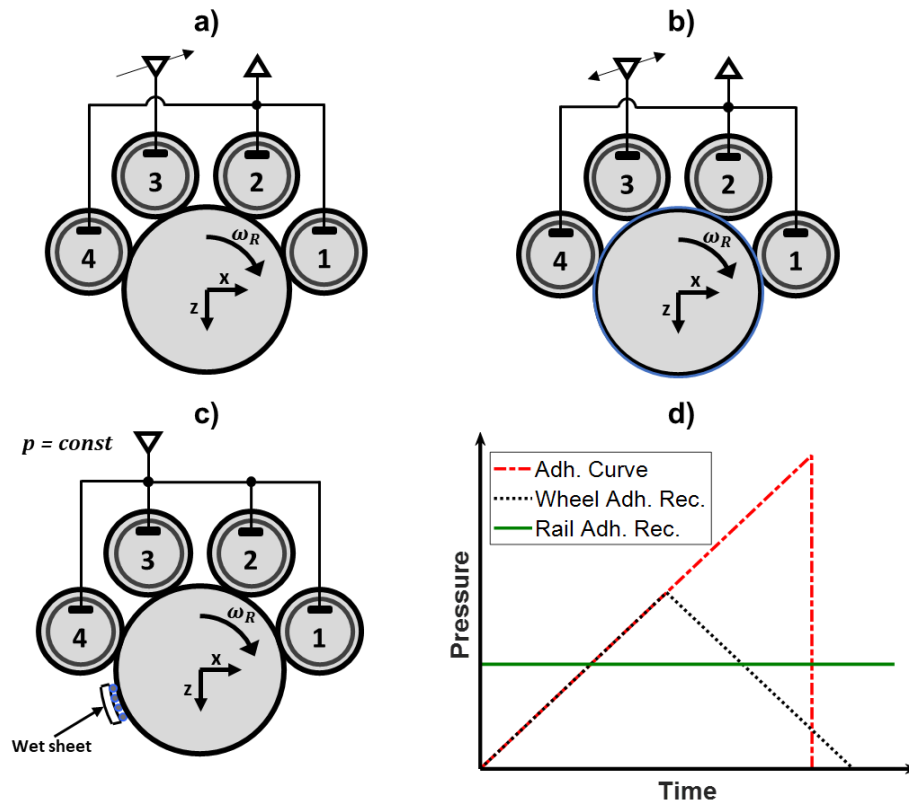 a)
3
2
4
1
ω_R
x
z
b)
3
2
4
1
ω_R
x
z
c)
p = const
3
2
4
1
ω_R
x
z
Wet sheet
d)
Adh. Curve
Wheel Adh. Rec.
Rail Adh. Rec.
Pressure
Time